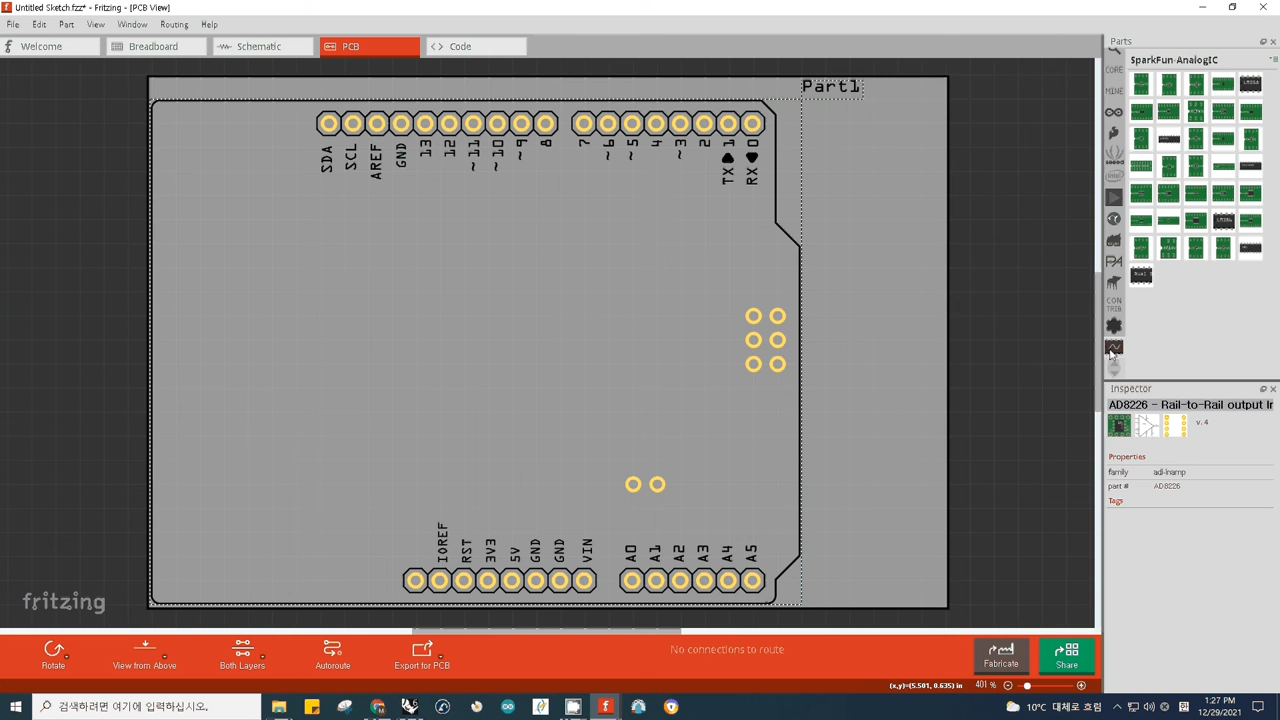 Untitled Sketch.fzz* - Fritzing - [PCB View]
File Edit Part View Window Routing Help
Welcome Breadboard Schematic PCB Code
Parts
SparkFun-AnalogIC
CORE
MINE
PA
CON
TRIB
Part1
SDA SCL AREF GND 13 12 ~11 ~10 ~9 8 7 ~6 ~5 4 ~3 2 TX 1 RX 0
IOREF RST 3V3 5V GND GND VIN A0 A1 A2 A3 A4 A5
fritzing
Inspector
AD8226 - Rail-to-Rail output Ir
v. 4
Properties
family adi-inamp
part # AD8226
Tags
Rotate View from Above Both Layers Autoroute Export for PCB
No connections to route
Fabricate Share
(x,y)=(5.501, 0.635) in 401 %
검색하려면 여기에 입력하십시오.
10°C 대체로 흐림
1:27 PM
12/29/2021